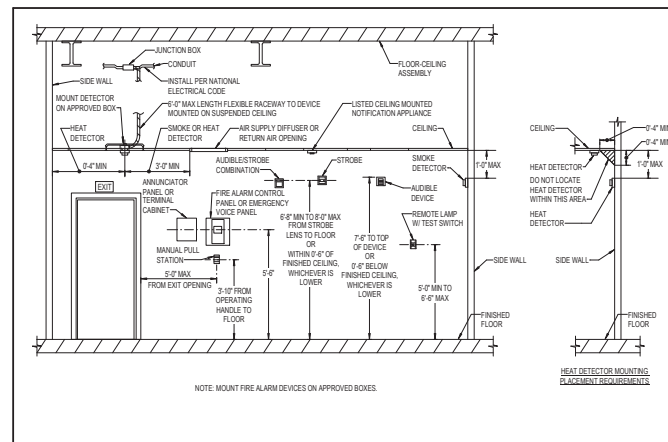 JUNCTION BOX
CONDUIT
INSTALL PER NATIONAL
ELECTRICAL CODE
FLOOR-CEILING
ASSEMBLY
SIDE WALL
MOUNT DETECTOR
ON APPROVED BOX
6'-0" MAX LENGTH FLEXIBLE RACEWAY TO DEVICE
MOUNTED ON SUSPENDED CEILING
LISTED CEILING MOUNTED
NOTIFICATION APPLIANCE
HEAT
DETECTOR
SMOKE OR HEAT
DETECTOR
AIR SUPPLY DIFFUSER OR
RETURN AIR OPENING
CEILING
0'-4" MIN
3'-0" MIN
AUDIBLE/STROBE
COMBINATION
STROBE
SMOKE
DETECTOR
1'-0" MAX
ANNUNCIATOR
PANEL OR
TERMINAL
CABINET
EXIT
FIRE ALARM CONTROL
PANEL OR EMERGENCY
VOICE PANEL
AUDIBLE
DEVICE
6'-8" MIN TO 8'-0" MAX
FROM STROBE
LENS TO FLOOR
OR
WITHIN 0'-6" OF
FINISHED CEILING,
WHICHEVER IS
LOWER
7'-6" TO TOP
OF DEVICE
OR
0'-6" BELOW
FINISHED CEILING,
WHICHEVER IS
LOWER
REMOTE LAMP
W/ TEST SWITCH
MANUAL PULL
STATION
5'-0" MAX
FROM EXIT OPENING
5'-6"
3'-10" FROM
OPERATING
HANDLE TO
FLOOR
5'-0" MIN TO
6'-6" MAX
SIDE WALL
FINISHED
FLOOR
NOTE: MOUNT FIRE ALARM DEVICES ON APPROVED BOXES.
CEILING
0'-4" MIN
0'-4" MIN
1'-0" MAX
HEAT DETECTOR
DO NOT LOCATE
HEAT DETECTOR
WITHIN THIS AREA
HEAT
DETECTOR
SIDE WALL
FINISHED
FLOOR
HEAT DETECTOR MOUNTING
PLACEMENT REQUIREMENTS